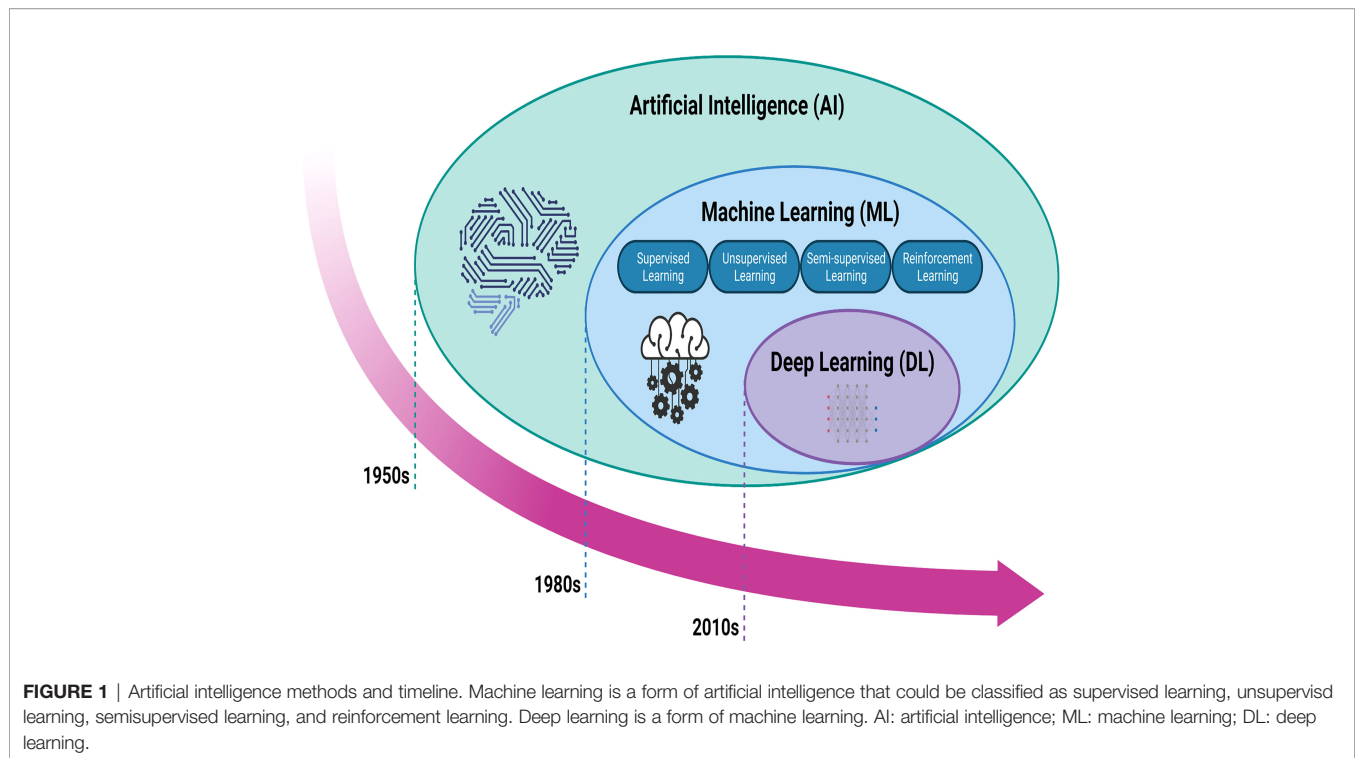 Artificial Intelligence (AI)
Machine Learning (ML)
Supervised
Learning
Unsupervised
Learning
Semi-supervised
Learning
Reinforcement
Learning
Deep Learning (DL)
1950s
1980s
2010s
FIGURE 1 | Artificial intelligence methods and timeline. Machine learning is a form of artificial intelligence that could be classified as supervised learning, unsupervisd
learning, semisupervised learning, and reinforcement learning. Deep learning is a form of machine learning. AI: artificial intelligence; ML: machine learning; DL: deep
learning.